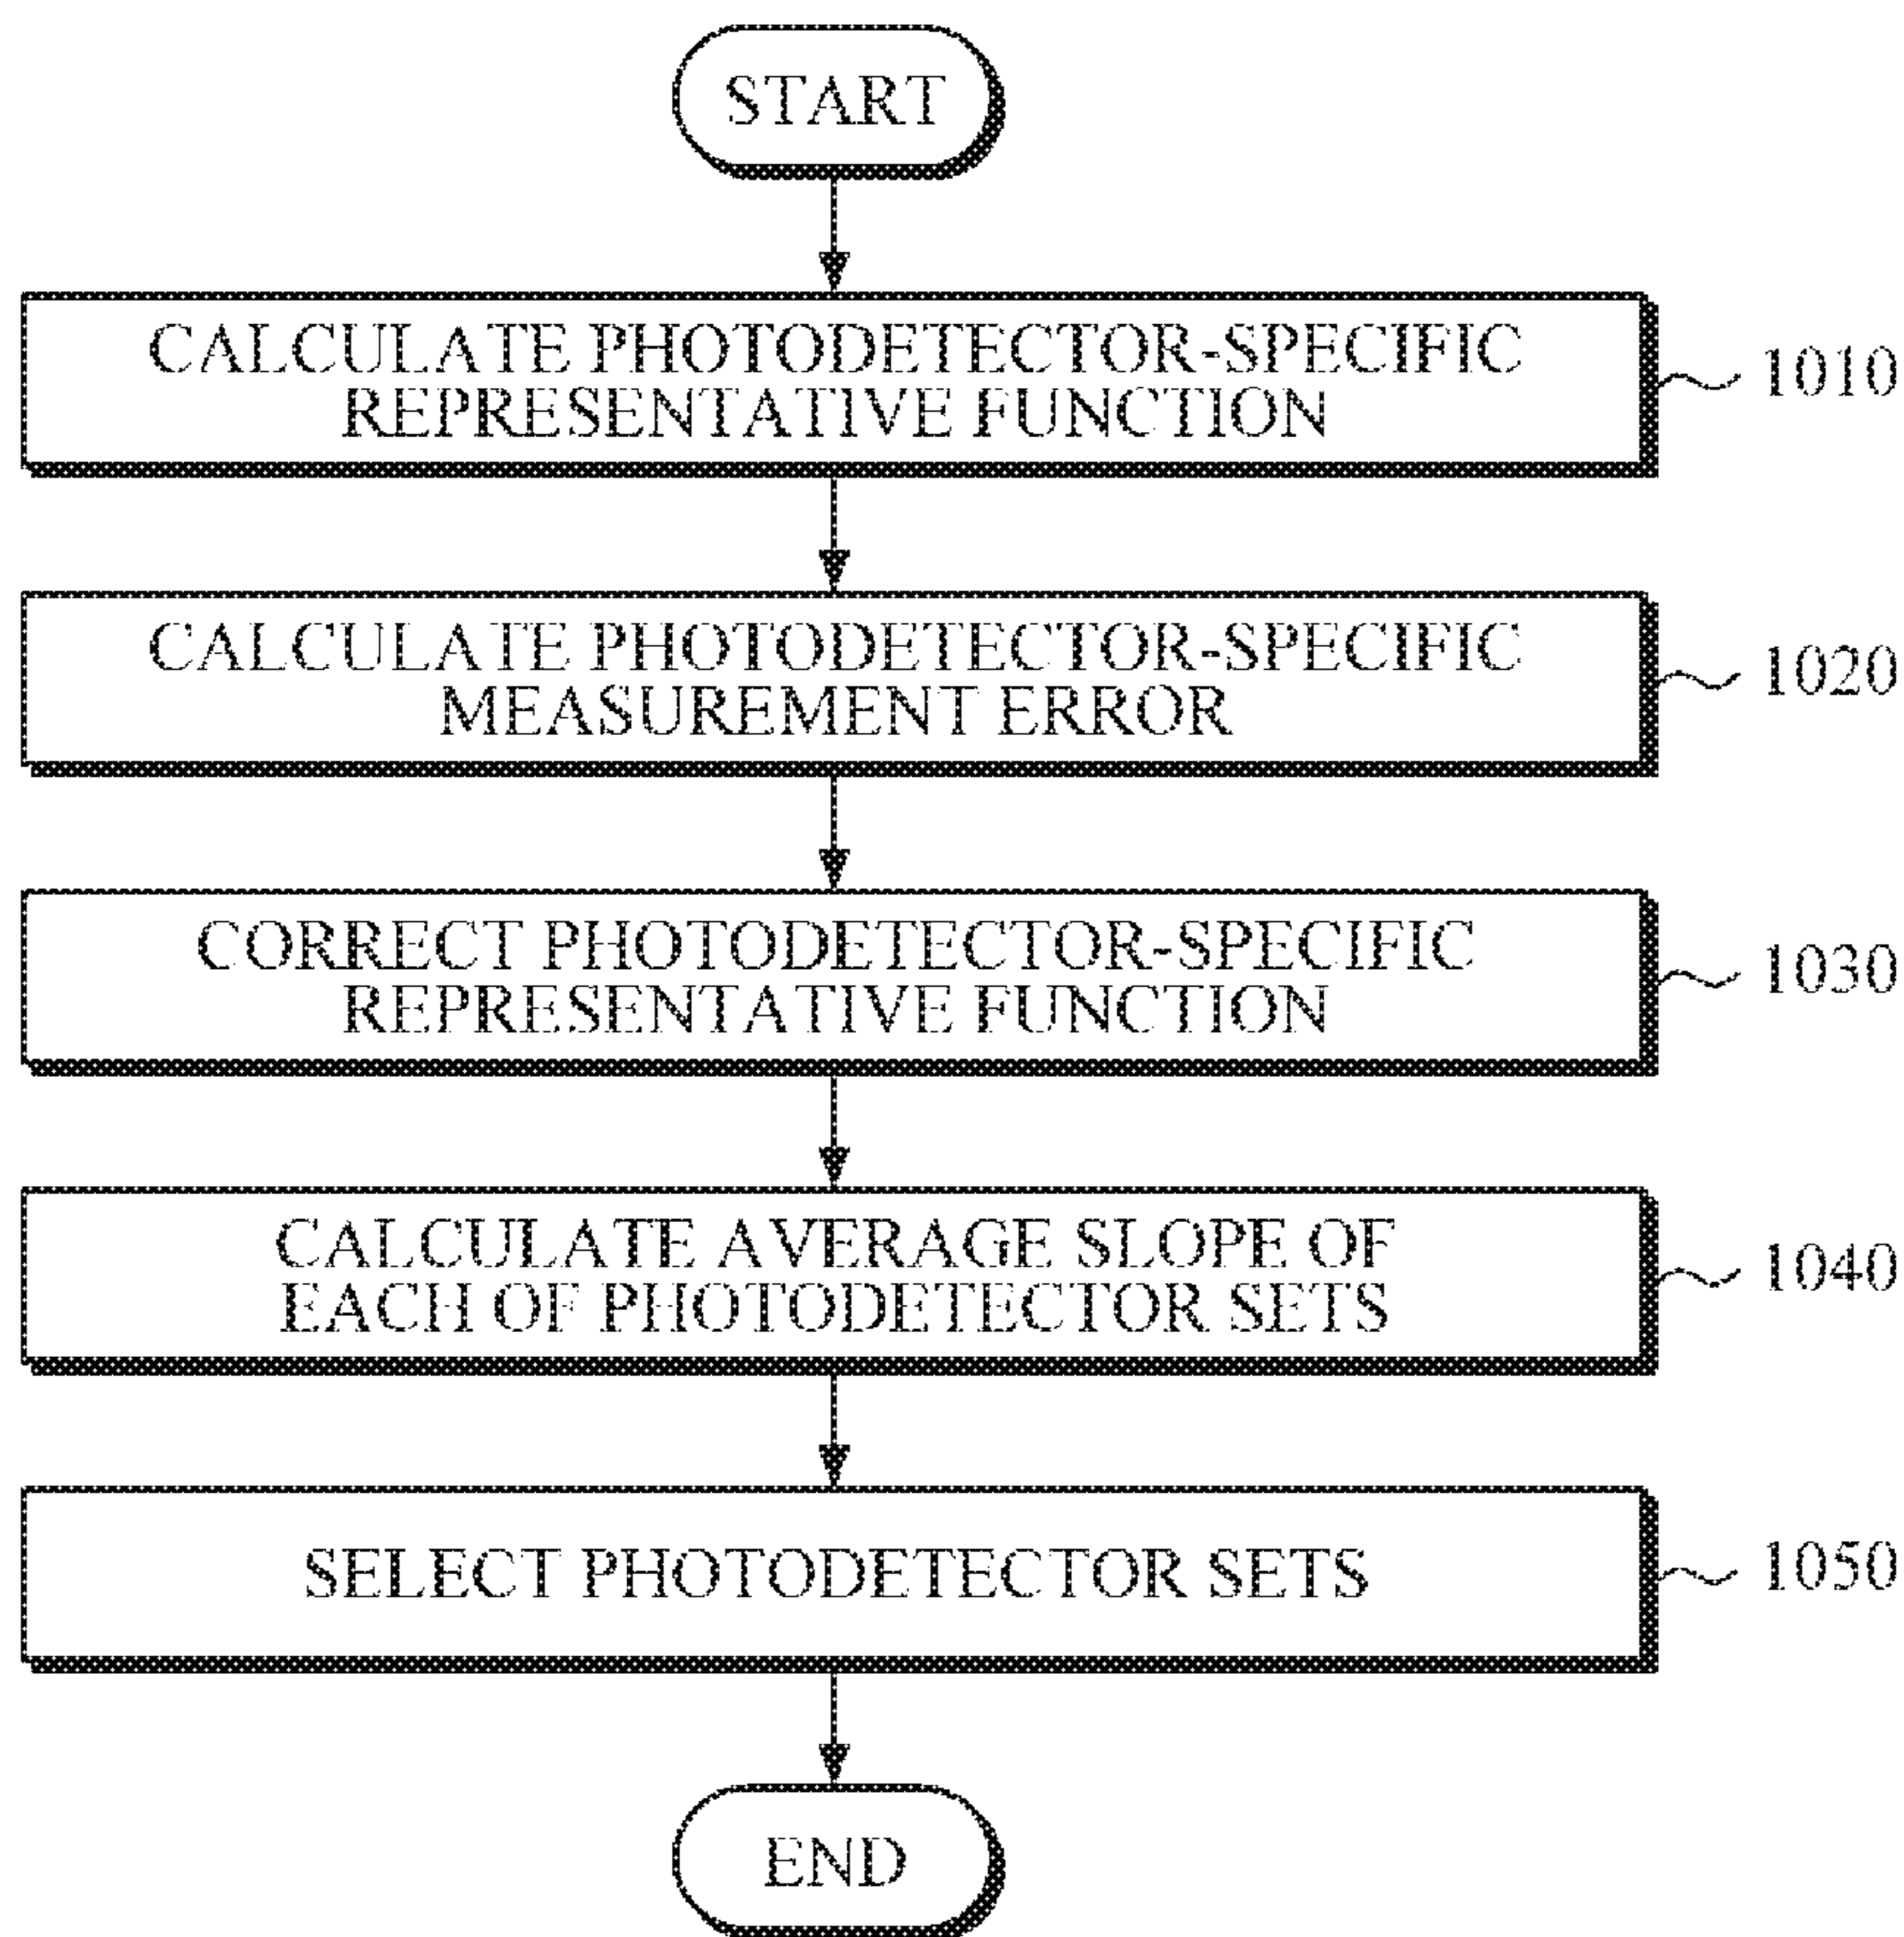 START
CALCULATE PHOTODETECTOR-SPECIFIC
REPRESENTATIVE FUNCTION
1010
CALCULATE PHOTODETECTOR-SPECIFIC
MEASUREMENT ERROR
1020
CORRECT PHOTODETECTOR-SPECIFIC
REPRESENTATIVE FUNCTION
1030
CALCULATE AVERAGE SLOPE OF
EACH OF PHOTODETECTOR SETS
1040
SELECT PHOTODETECTOR SETS
1050
END